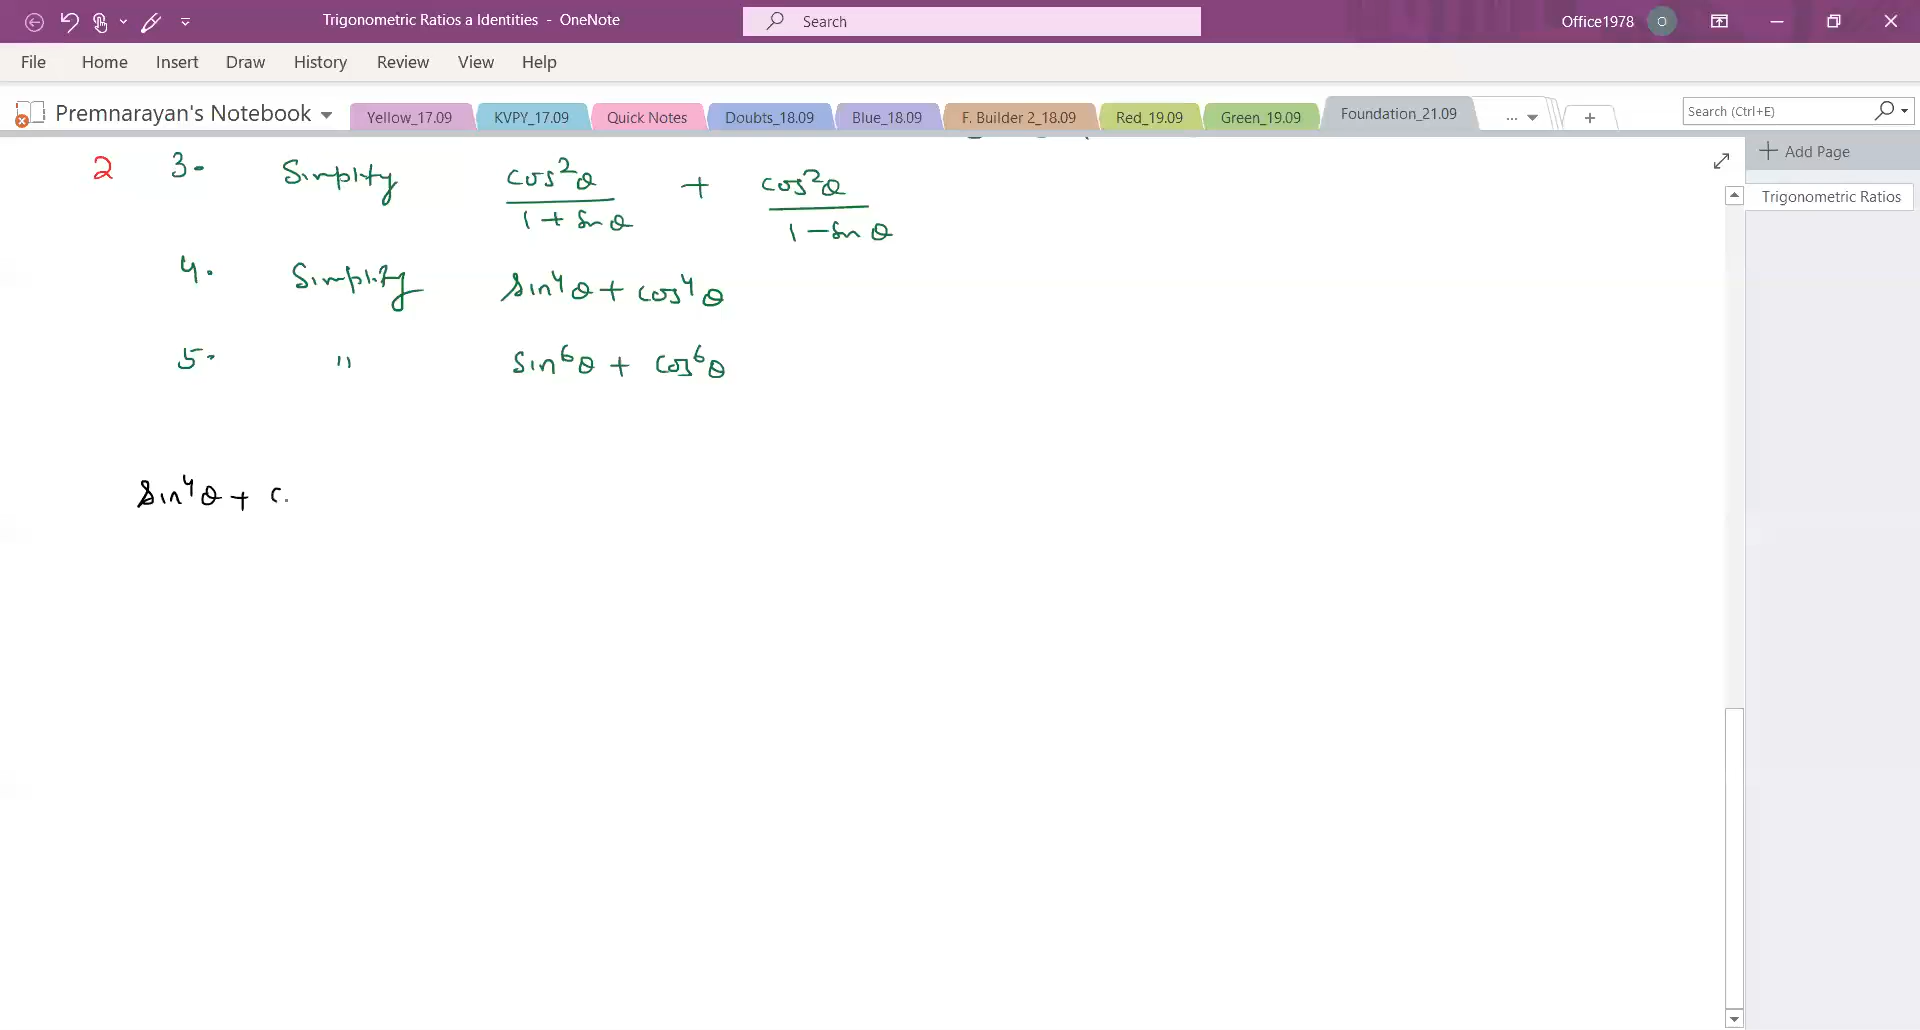 Trigonometric Ratios a Identities - OneNote
Search
Office1978
O
File Home Insert Draw History Review View Help
Premnarayan's Notebook
Yellow_17.09
KVPY_17.09
Quick Notes
Doubts_18.09
Blue_18.09
F. Builder 2_18.09
Red_19.09
Green_19.09
Foundation_21.09
...
+
Search (Ctrl+E)
+ Add Page
Trigonometric Ratios
2 3. Simplify cos²θ/(1 + sin θ) + cos²θ/(1 - sin θ)
4. Simplify sin⁴θ + cos⁴θ
5. " sin⁶θ + cos⁶θ
sin⁴θ + c